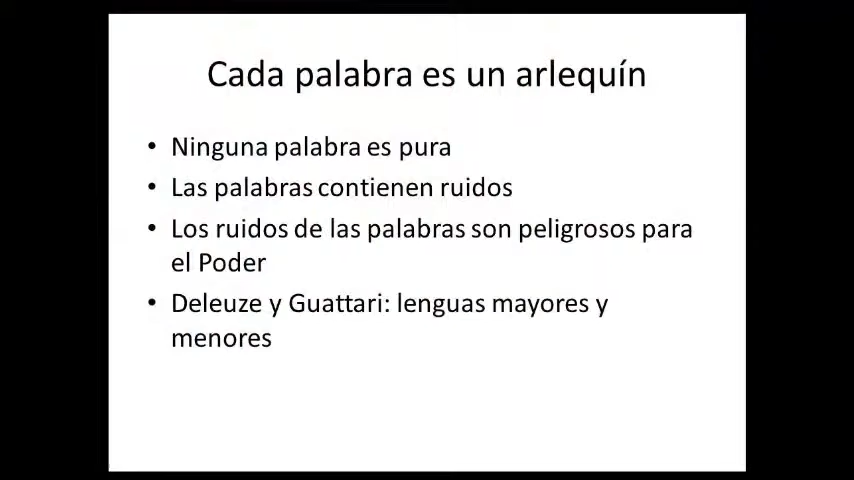 Cada palabra es un arlequín
• Ninguna palabra es pura
• Las palabras contienen ruidos
• Los ruidos de las palabras son peligrosos para
el Poder
• Deleuze y Guattari: lenguas mayores y
menores